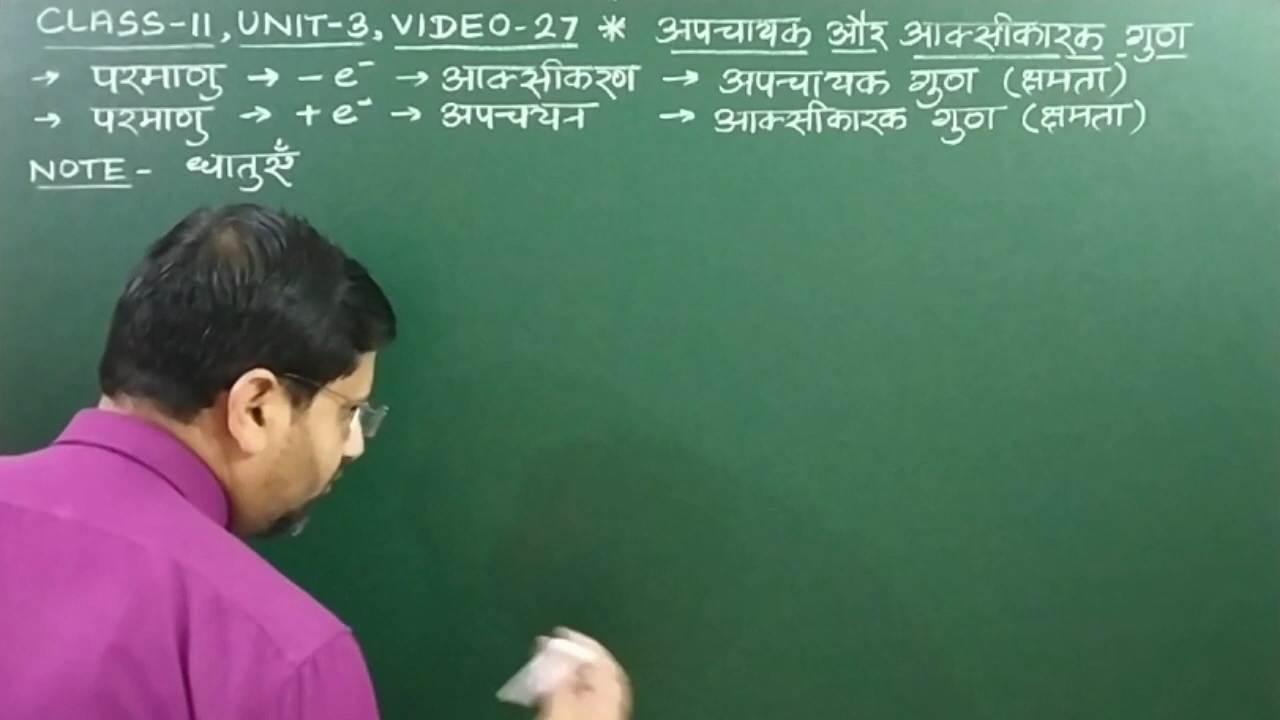 CLASS-11, UNIT-3, VIDEO-27 * अपचायक और आक्सीकारक गुण
→ परमाणु → -e⁻ → आक्सीकरण → अपचायक गुण (क्षमता)
→ परमाणु → +e⁻ → अपचयन → आक्सीकारक गुण (क्षमता)
NOTE - धातुएँ